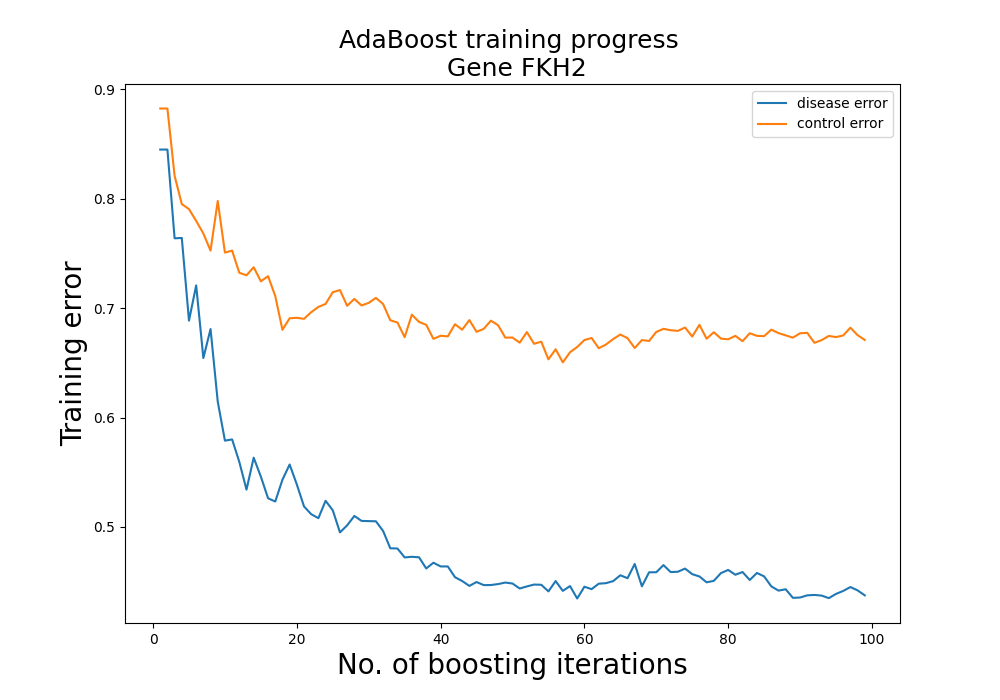 AdaBoost training progress
Gene FKH2
disease error
control error
Training error
0.9
0.8
0.7
0.6
0.5
0
20
40
60
80
100
No. of boosting iterations